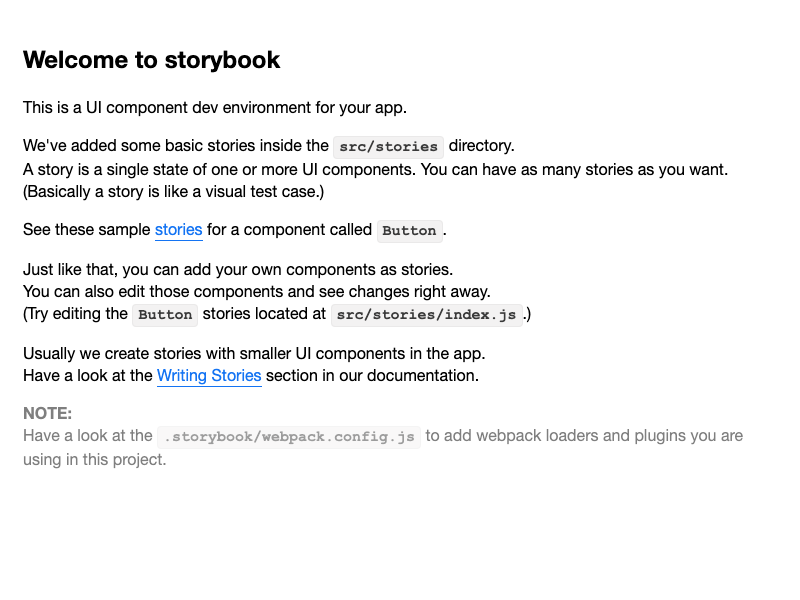 Welcome to storybook
This is a UI component dev environment for your app.
We've added some basic stories inside the src/stories directory.
A story is a single state of one or more UI components. You can have as many stories as you want.
(Basically a story is like a visual test case.)
See these sample stories for a component called Button.
Just like that, you can add your own components as stories.
You can also edit those components and see changes right away.
(Try editing the Button stories located at src/stories/index.js.)
Usually we create stories with smaller UI components in the app.
Have a look at the Writing Stories section in our documentation.
NOTE:
Have a look at the .storybook/webpack.config.js to add webpack loaders and plugins you are
using in this project.